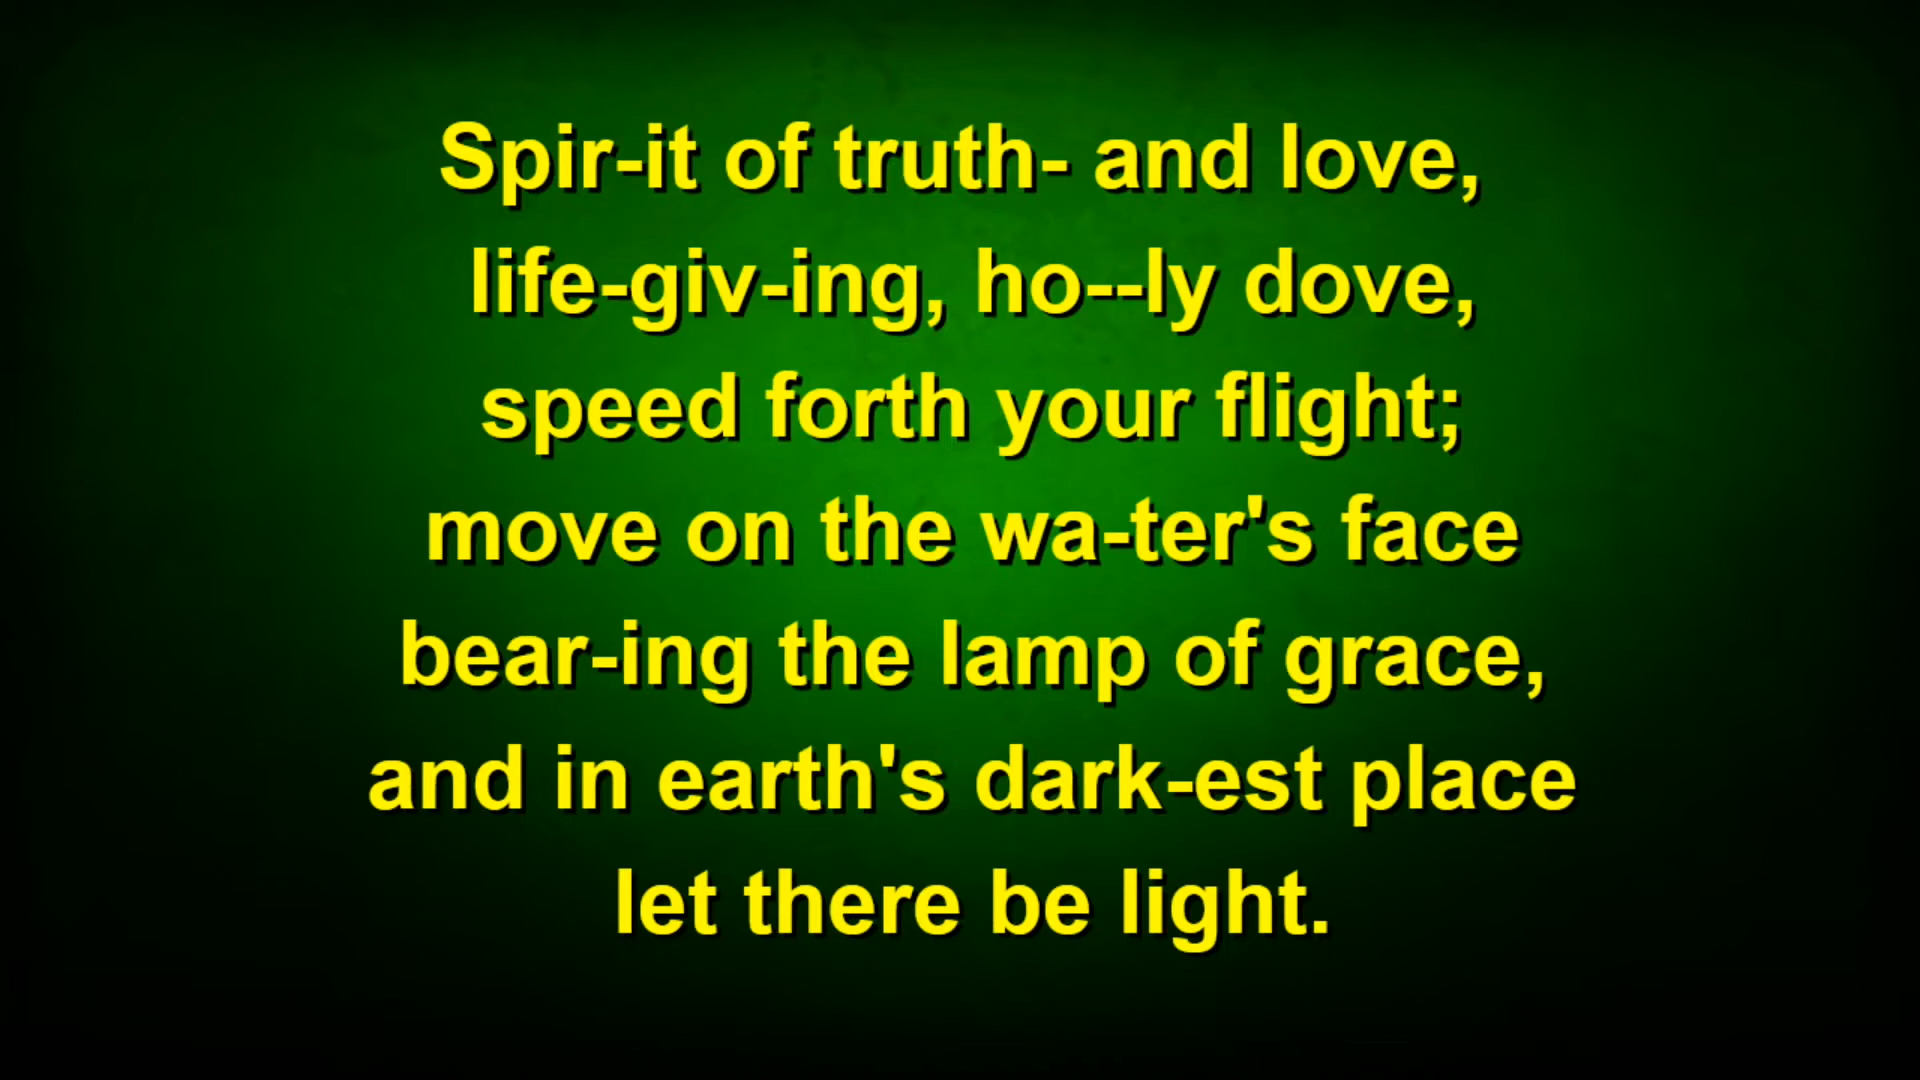 Spir-it of truth- and love,
life-giv-ing, ho--ly dove,
speed forth your flight;
move on the wa-ter's face
bear-ing the lamp of grace,
and in earth's dark-est place
let there be light.